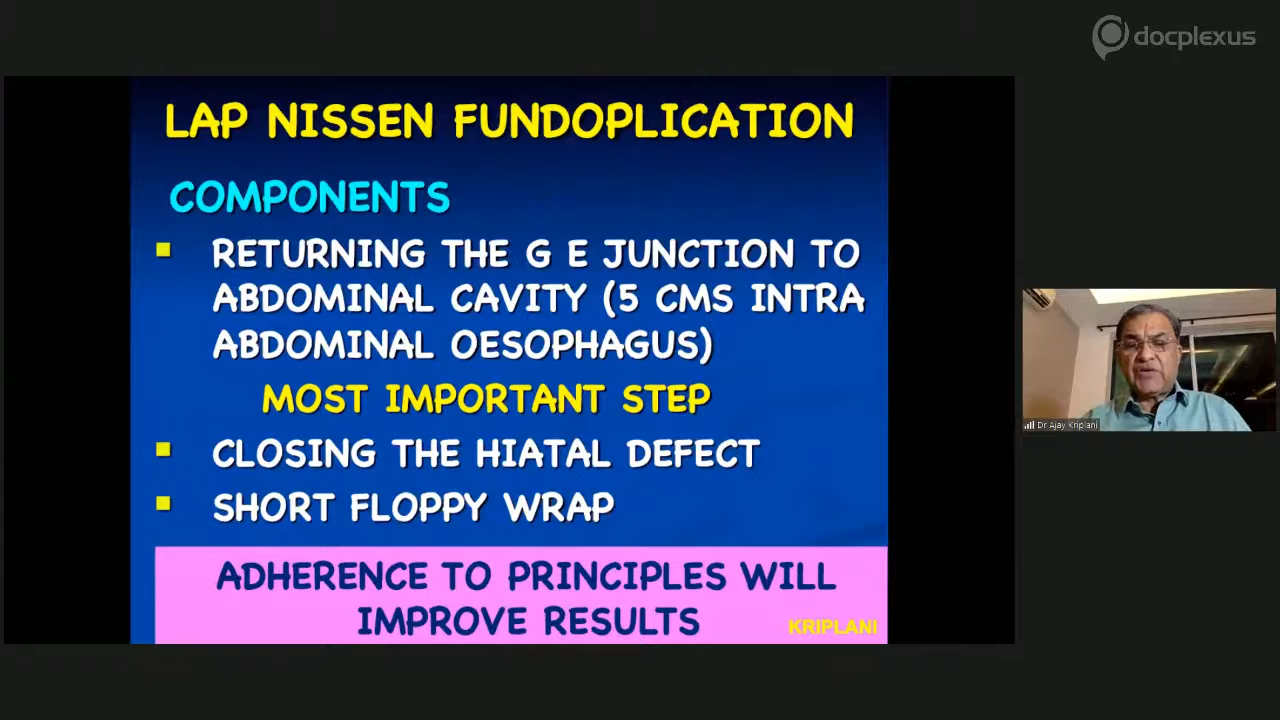 docplexus
LAP NISSEN FUNDOPLICATION
COMPONENTS
RETURNING THE G E JUNCTION TO
ABDOMINAL CAVITY (5 CMS INTRA
ABDOMINAL OESOPHAGUS)
MOST IMPORTANT STEP
CLOSING THE HIATAL DEFECT
SHORT FLOPPY WRAP
ADHERENCE TO PRINCIPLES WILL
IMPROVE RESULTS
KRIPLANI
Dr Ajay Kriplani